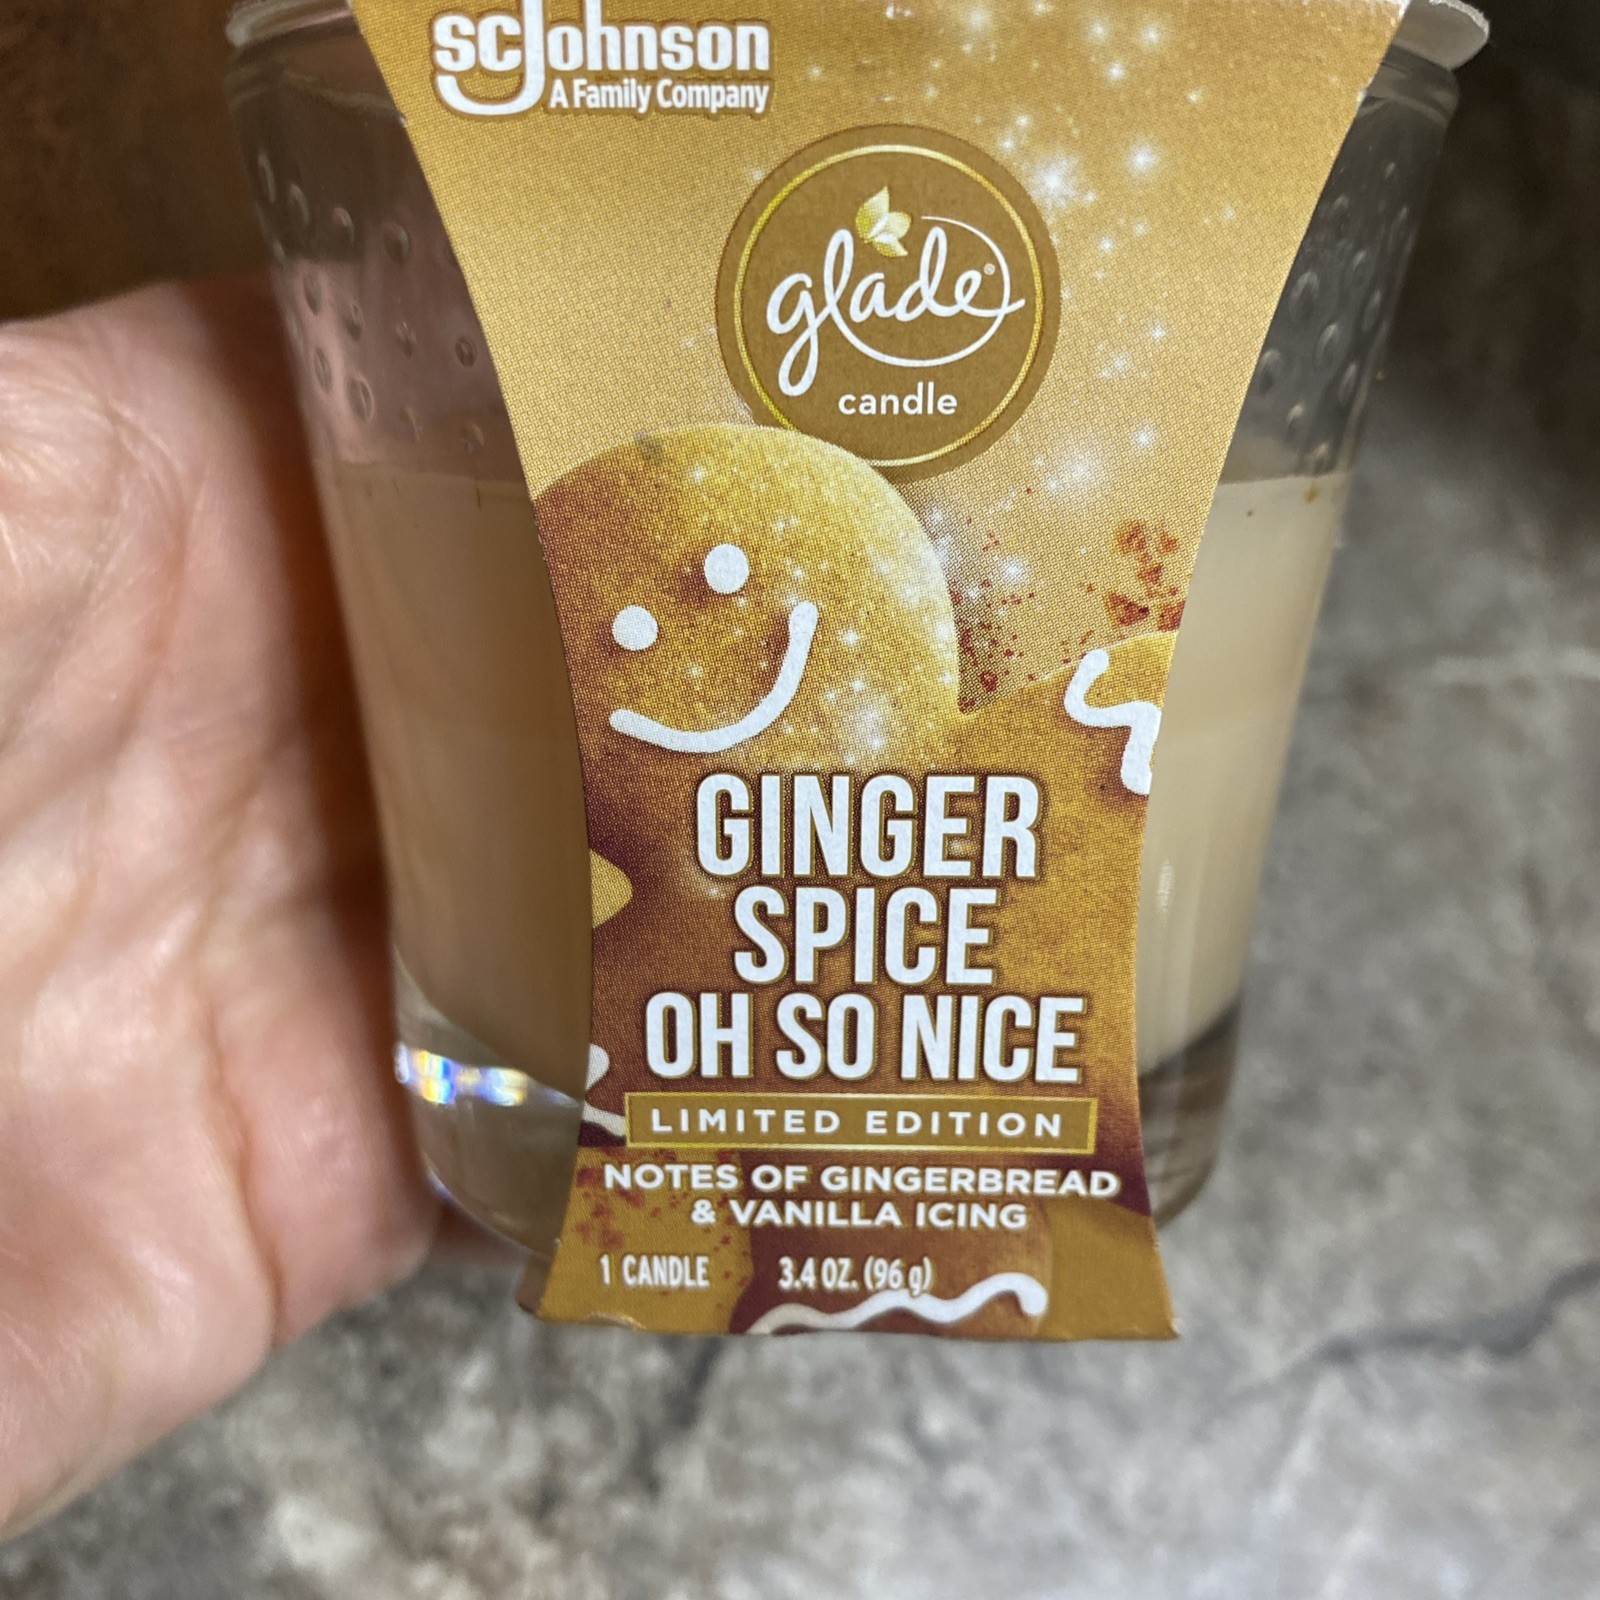 scjohnson
A Family Company
glade®
candle
GINGER
SPICE
OH SO NICE
LIMITED EDITION
NOTES OF GINGERBREAD
& VANILLA ICING
1 CANDLE 3.4 OZ. (96 g)